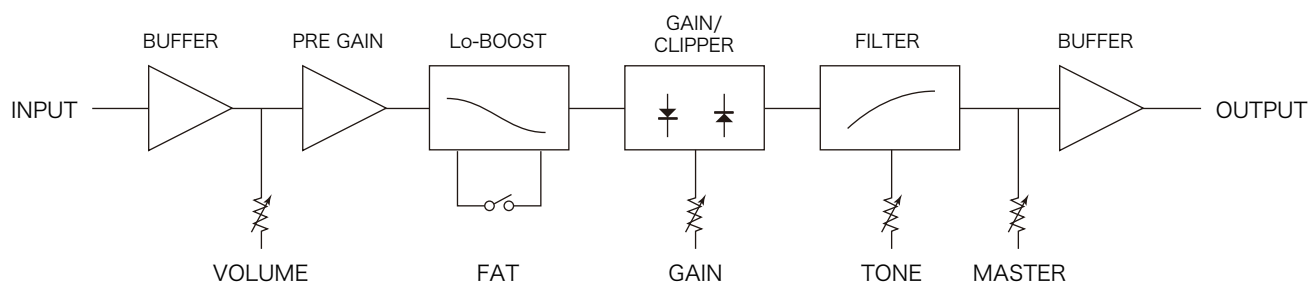 BUFFER
PRE GAIN
Lo-BOOST
GAIN/
CLIPPER
FILTER
BUFFER
INPUT
OUTPUT
VOLUME
FAT
GAIN
TONE
MASTER